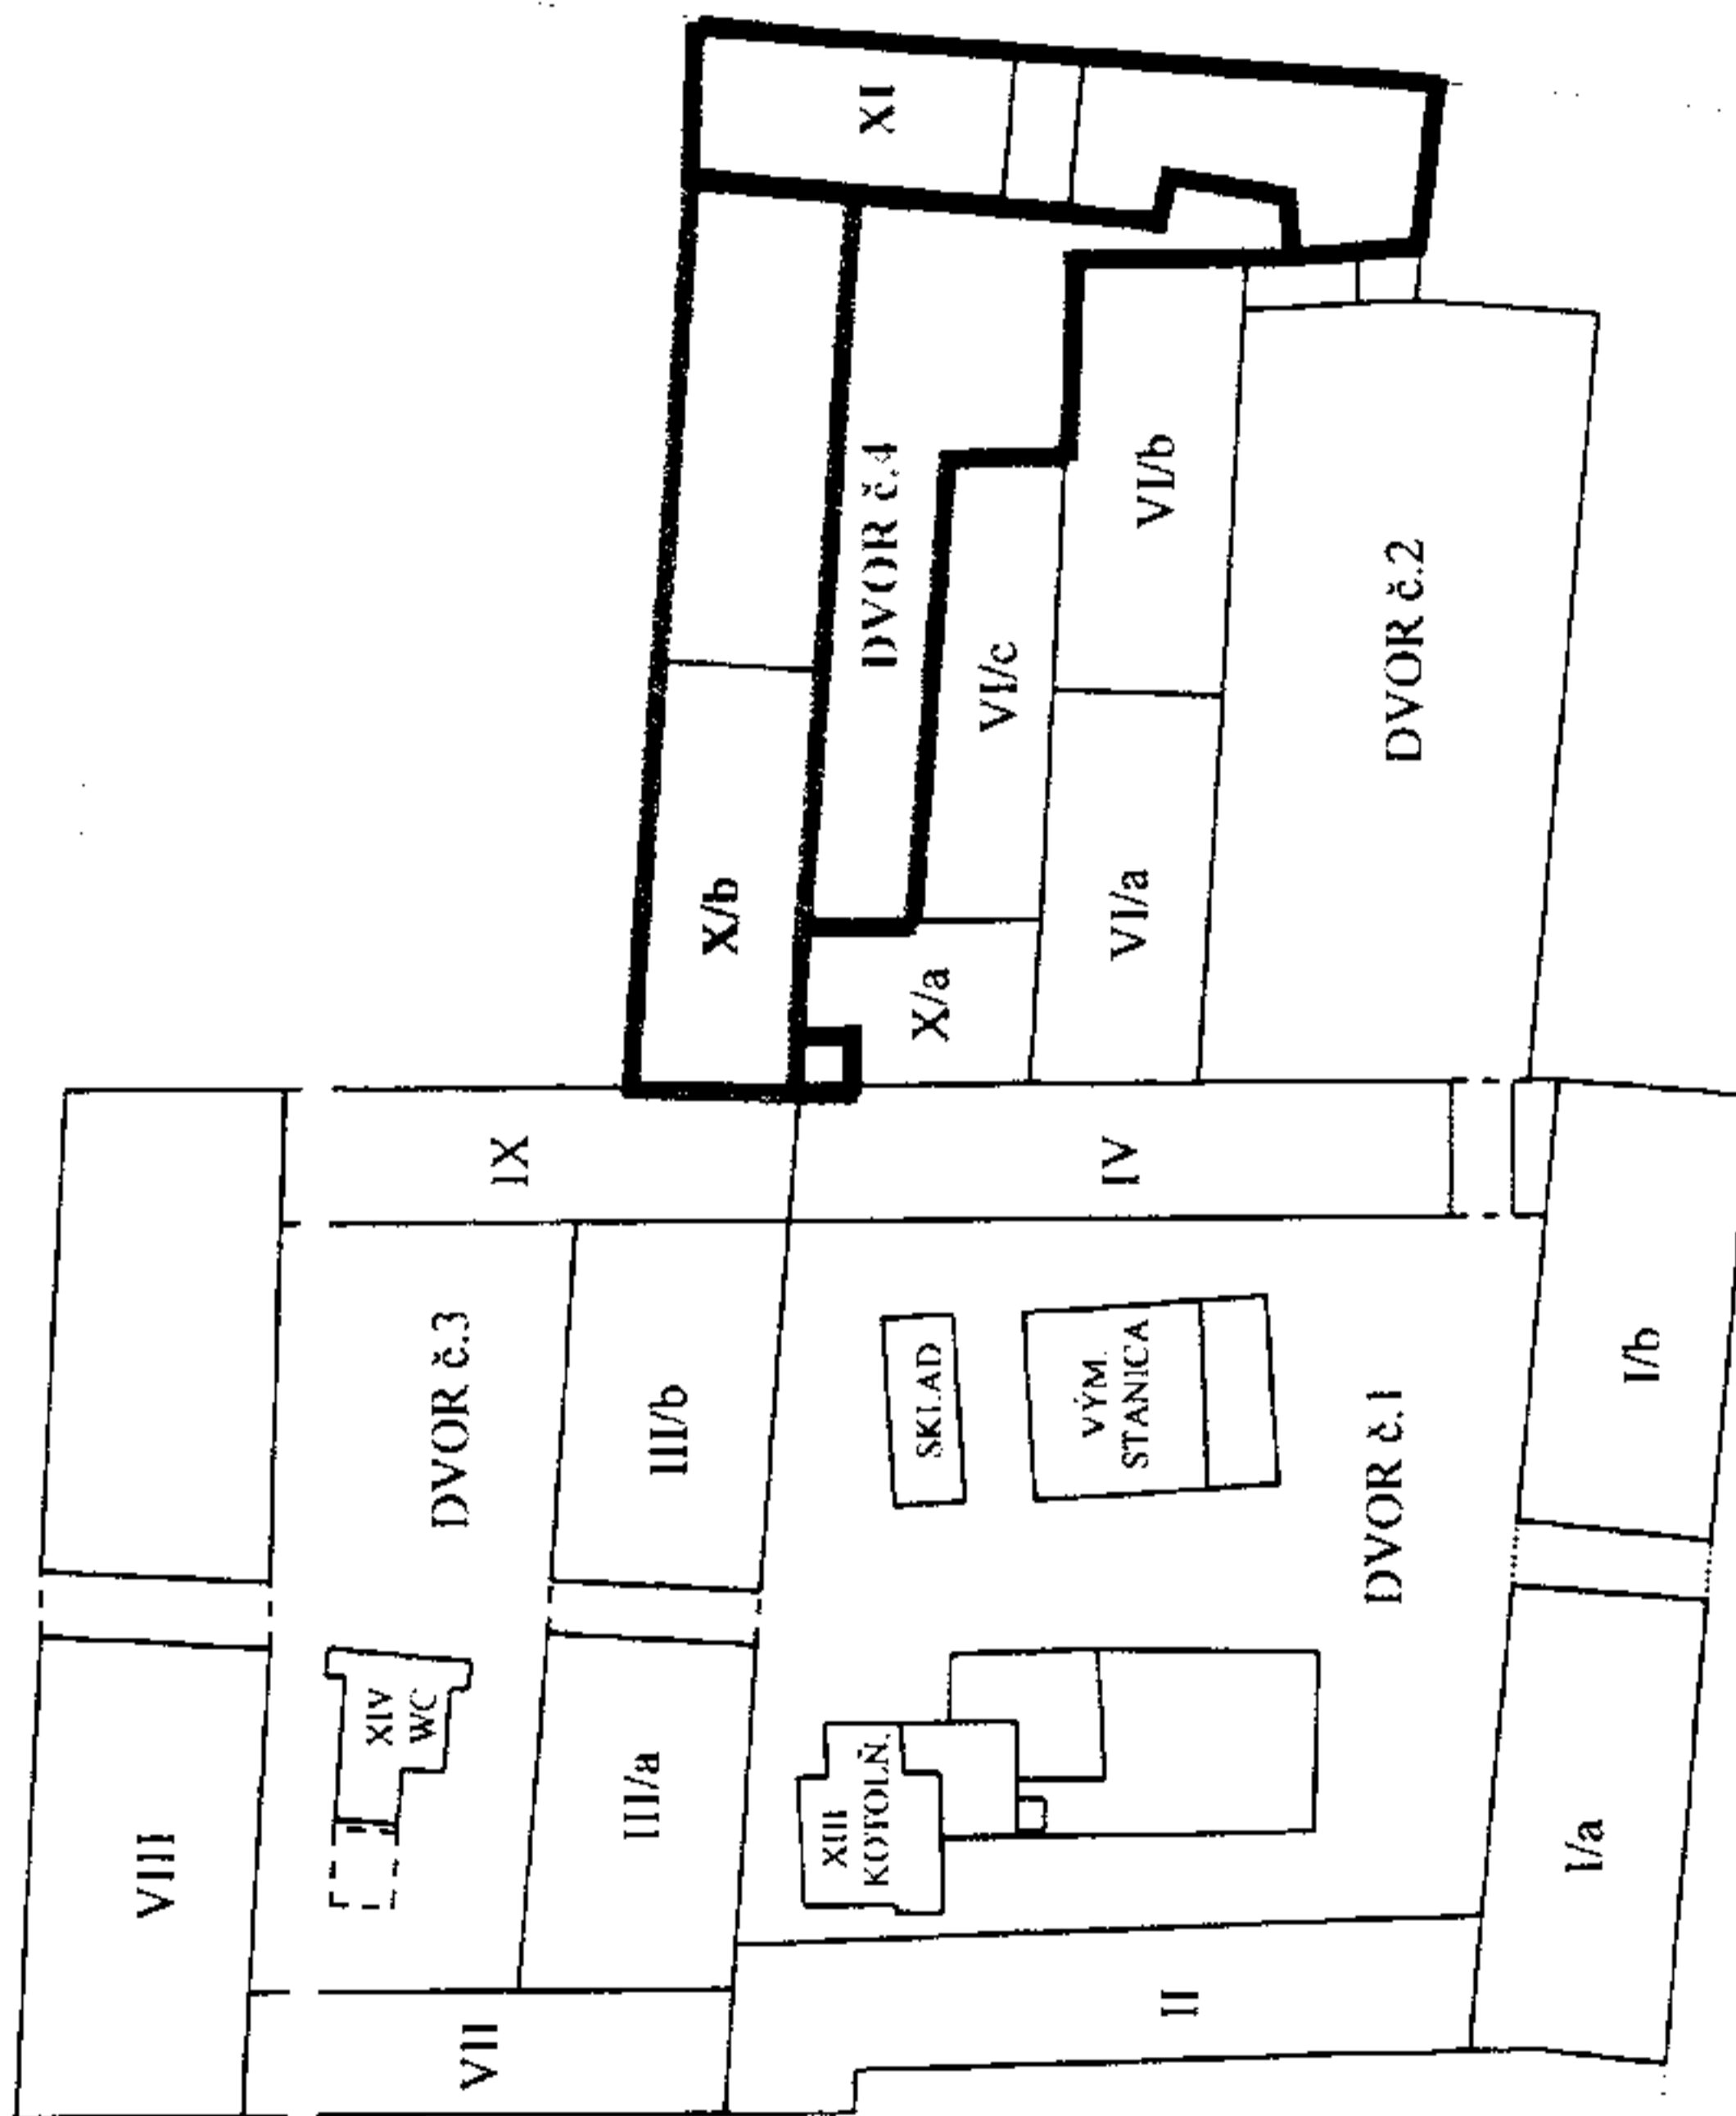 VIII
XIV
WC
DVOR č.3
VII
IX
III/a
III/b
X/b
XIII
KOTOLŇ.
XI
DVOR č.4
SKLAD
X/a
VI/c
VÝM.
STANICA
IV
VI/a
VI/b
II
DVOR č.1
DVOR č.2
I/a
I/b